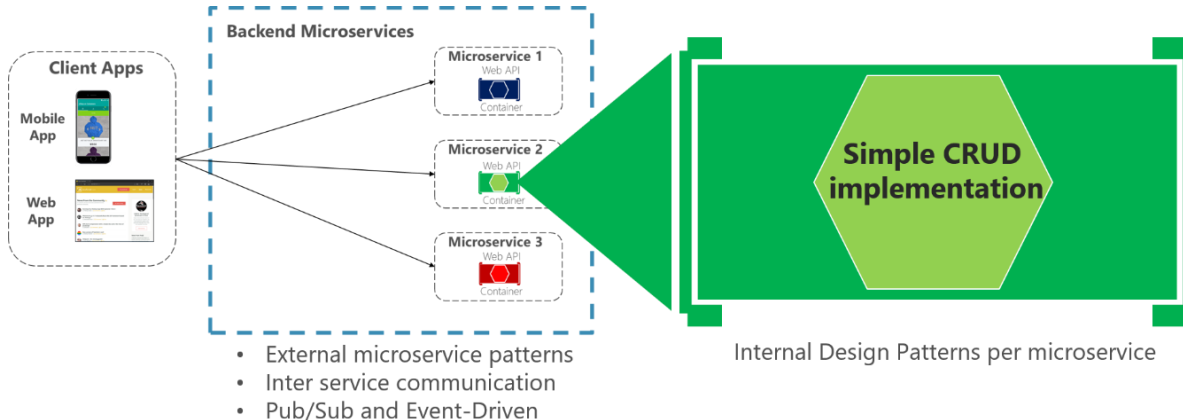 Client Apps
Mobile
App
Web
App
Backend Microservices
Microservice 1
Web API
Container
Microservice 2
Web API
Container
Microservice 3
Web API
Container
• External microservice patterns
• Inter service communication
• Pub/Sub and Event-Driven
Simple CRUD
implementation
Internal Design Patterns per microservice